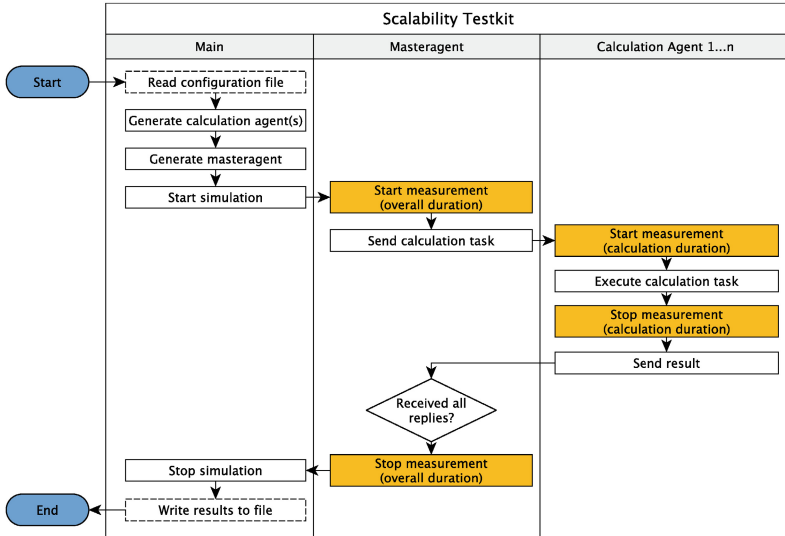 Scalability Testkit
Main
Masteragent
Calculation Agent 1...n
Start
Read configuration file
Generate calculation agent(s)
Generate masteragent
Start simulation
Start measurement
(overall duration)
Send calculation task
Start measurement
(calculation duration)
Execute calculation task
Stop measurement
(calculation duration)
Send result
Received all
replies?
Stop measurement
(overall duration)
Stop simulation
Write results to file
End